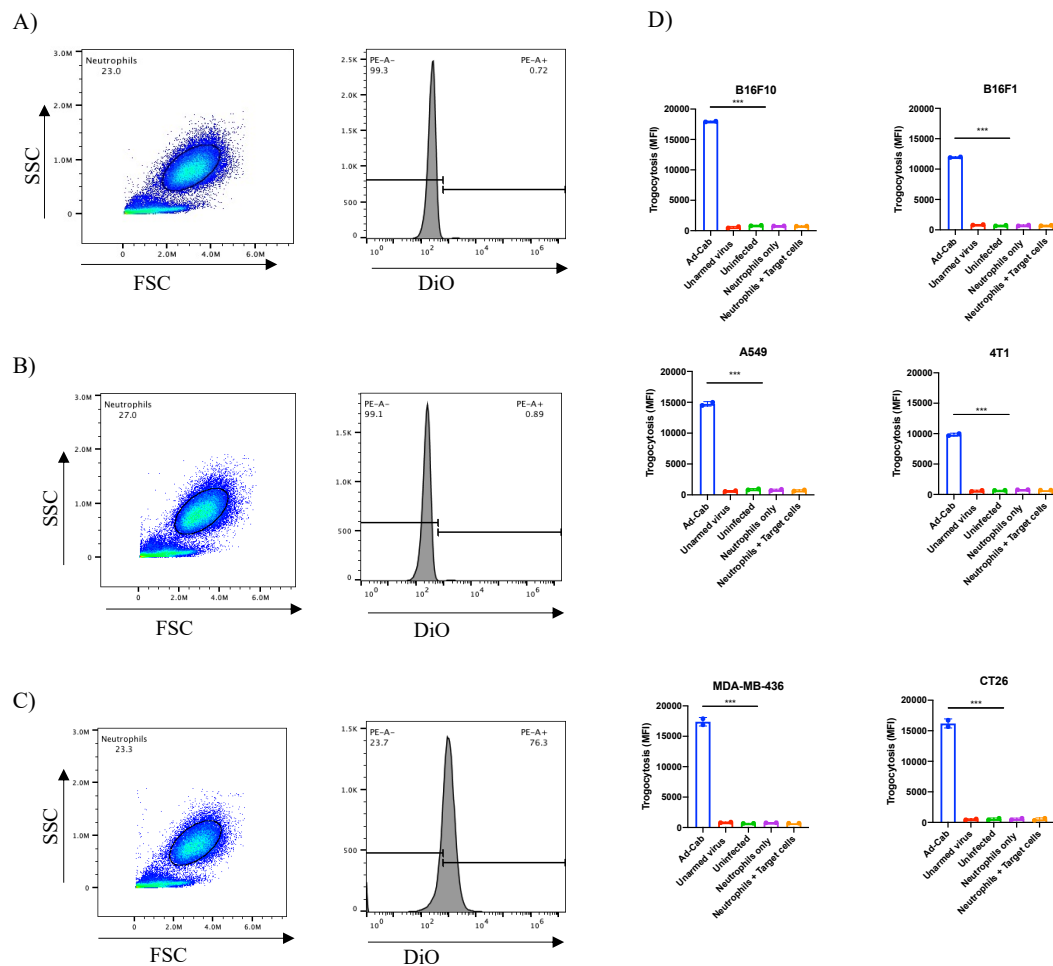 A)
Neutrophils
23.0
3.0M
2.0M
1.0M
0
0 2.0M 4.0M 6.0M
SSC
FSC
PE-A-
99.3
PE-A+
0.72
2.5K
2.0K
1.5K
1.0K
500
0
10^0 10^2 10^4 10^6
DiO
B)
Neutrophils
27.0
3.0M
2.0M
1.0M
0
0 2.0M 4.0M 6.0M
SSC
FSC
PE-A-
99.1
PE-A+
0.89
1.5K
1.0K
500
0
10^0 10^2 10^4 10^6
DiO
C)
Neutrophils
23.3
3.0M
2.0M
1.0M
0
0 2.0M 4.0M 6.0M
SSC
FSC
PE-A-
23.7
PE-A+
76.3
1.5K
1.0K
500
0
10^0 10^2 10^4 10^6
DiO
D)
B16F10
Trogocytosis (MFI)
20000
15000
10000
5000
0
***
Ad-Cab
Unarmed virus
Uninfected
Neutrophils only
Neutrophils + Target cells
B16F1
Trogocytosis (MFI)
20000
15000
10000
5000
0
***
Ad-Cab
Unarmed virus
Uninfected
Neutrophils only
Neutrophils + Target cells
A549
Trogocytosis (MFI)
20000
15000
10000
5000
0
***
Ad-Cab
Unarmed virus
Uninfected
Neutrophils only
Neutrophils + Target cells
4T1
Trogocytosis (MFI)
20000
15000
10000
5000
0
***
Ad-Cab
Unarmed virus
Uninfected
Neutrophils only
Neutrophils + Target cells
MDA-MB-436
Trogocytosis (MFI)
20000
15000
10000
5000
0
***
Ad-Cab
Unarmed virus
Uninfected
Neutrophils only
Neutrophils + Target cells
CT26
Trogocytosis (MFI)
20000
15000
10000
5000
0
***
Ad-Cab
Unarmed virus
Uninfected
Neutrophils only
Neutrophils + Target cells